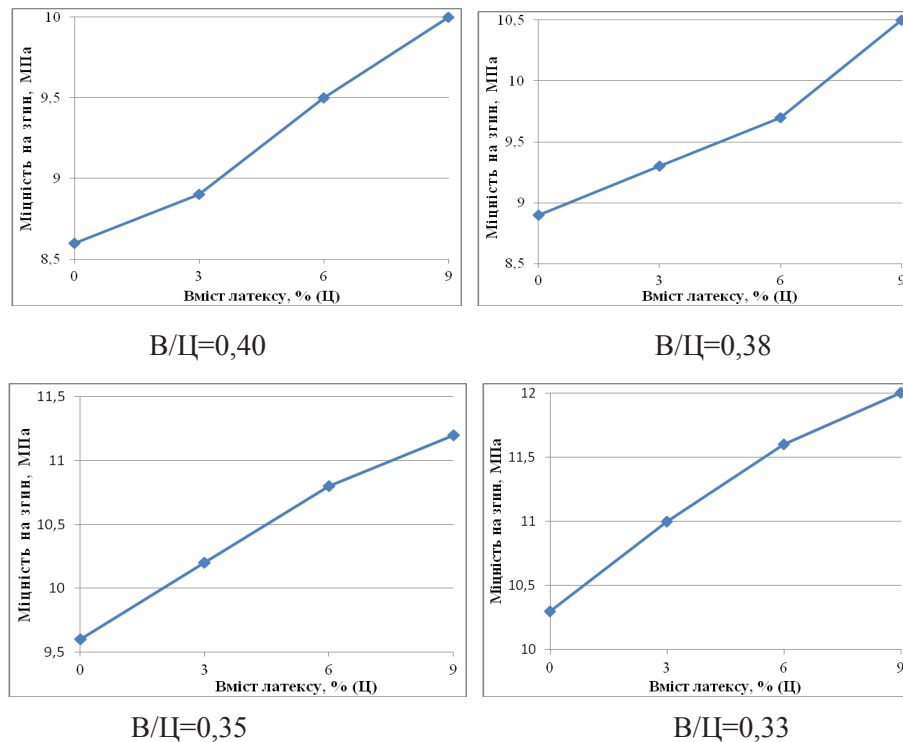 Міцність на згин, МПа
10
9,5
9
8,5
0 3 6 9
Вміст латексу, % (Ц)
В/Ц=0,40
Міцність на згин, МПа
10,5
10
9,5
9
8,5
0 3 6 9
Вміст латексу, % (Ц)
В/Ц=0,38
Міцність на згин, МПа
11,5
11
10,5
10
9,5
0 3 6 9
Вміст латексу, % (Ц)
В/Ц=0,35
Міцність на згин, МПа
12
11,5
11
10,5
10
0 3 6 9
Вміст латексу, % (Ц)
В/Ц=0,33